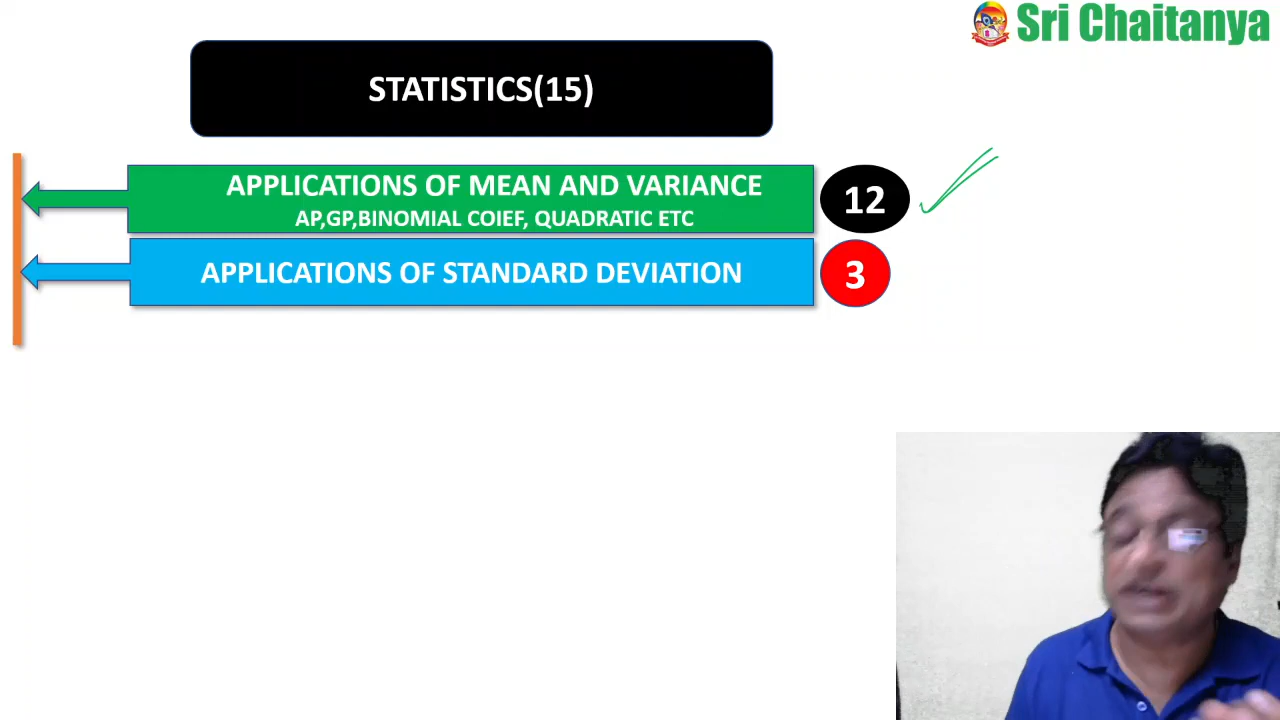 Sri Chaitanya
STATISTICS(15)
APPLICATIONS OF MEAN AND VARIANCE
AP,GP,BINOMIAL COIEF, QUADRATIC ETC
12
APPLICATIONS OF STANDARD DEVIATION
3